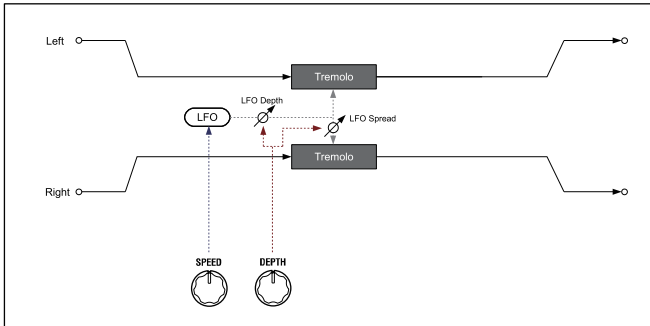 Left
Tremolo
LFO Depth
LFO
LFO Spread
Tremolo
Right
SPEED
DEPTH